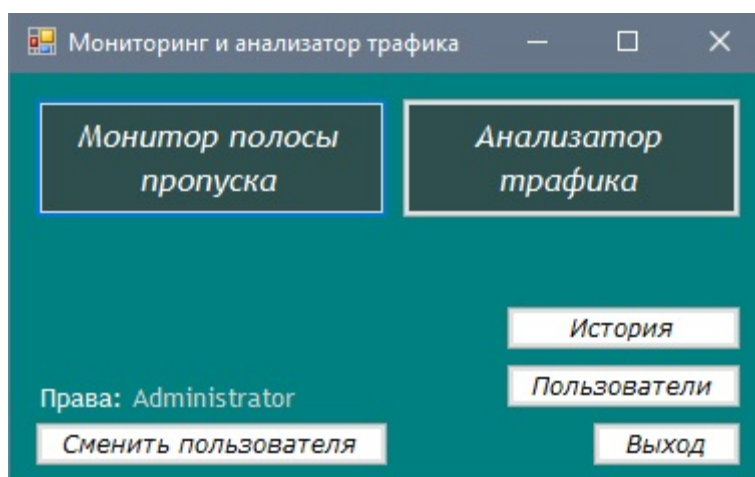 Мониторинг и анализатор трафика
Монитор полосы
пропуска
Анализатор
трафика
История
Пользователи
Права: Administrator
Сменить пользователя
Выход